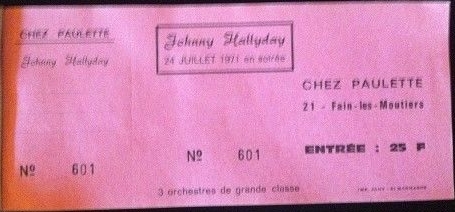 CHEZ PAULETTE
Johnny Hallyday
Nº 601
Johnny Hallyday
24 JUILLET 1971 en soirée
Nº 601
3 orchestres de grande classe
CHEZ PAULETTE
21 - Fain-les-Moutiers
ENTRÉE : 25 F